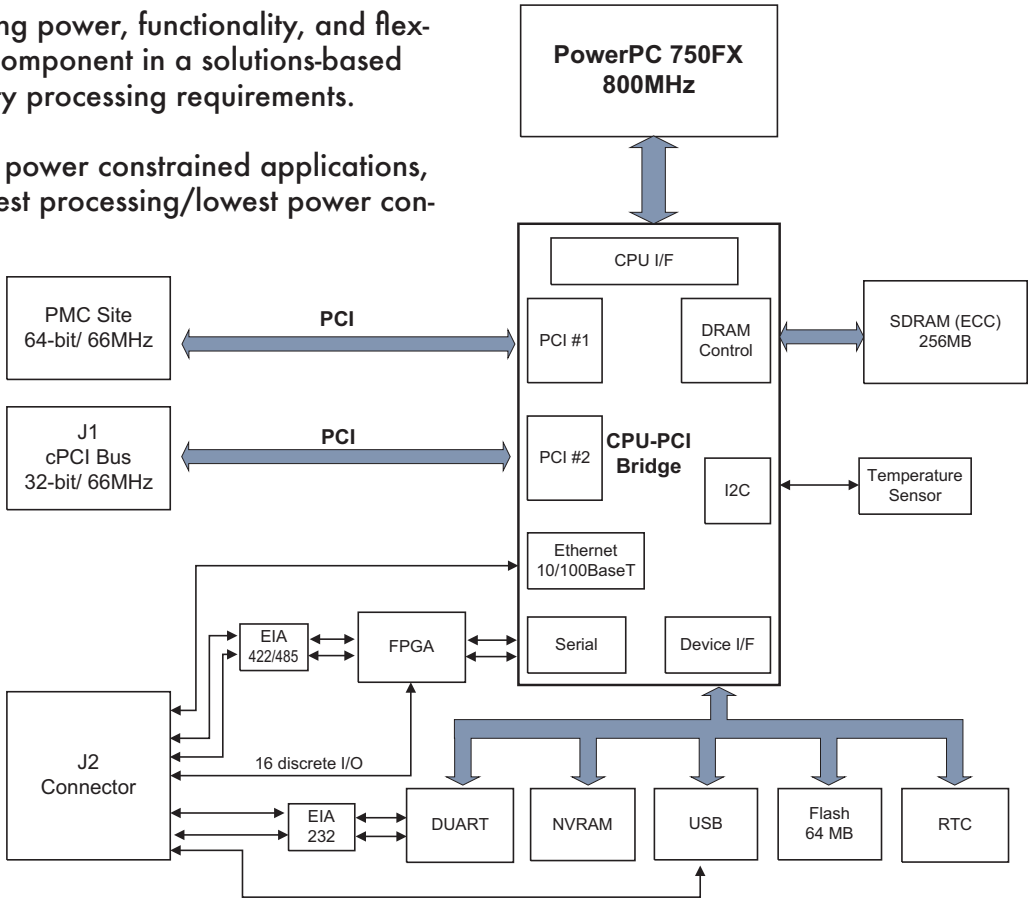 ng power, functionality, and flex-
omponent in a solutions-based
y processing requirements.
power constrained applications,
est processing/lowest power con-
PowerPC 750FX
800MHz
CPU I/F
PMC Site
64-bit/ 66MHz
PCI
PCI #1
DRAM
Control
SDRAM (ECC)
256MB
J1
cPCI Bus
32-bit/ 66MHz
PCI
PCI #2
CPU-PCI
Bridge
I2C
Temperature
Sensor
Ethernet
10/100BaseT
EIA
422/485
FPGA
Serial
Device I/F
J2
Connector
16 discrete I/O
EIA
232
DUART
NVRAM
USB
Flash
64 MB
RTC